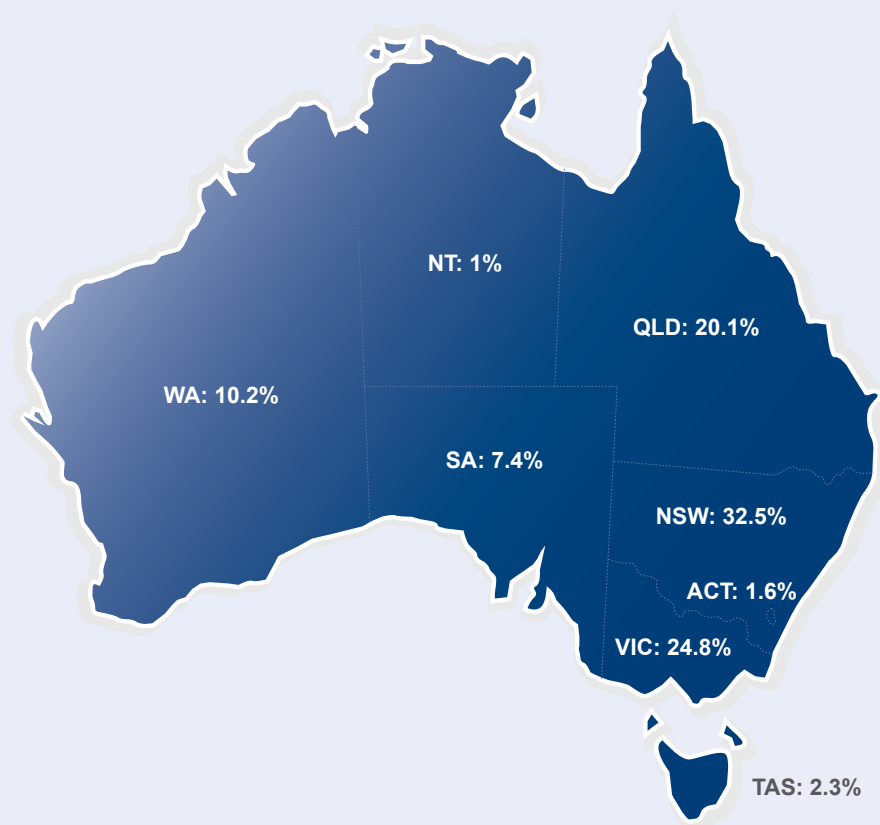 NT: 1%
QLD: 20.1%
WA: 10.2%
SA: 7.4%
NSW: 32.5%
ACT: 1.6%
VIC: 24.8%
TAS: 2.3%